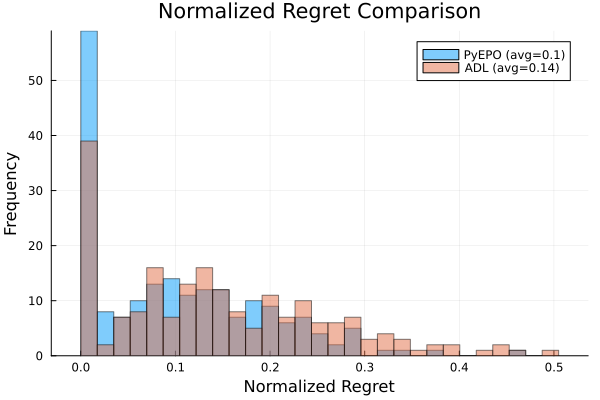 Normalized Regret Comparison
PyEPO (avg=0.1)
ADL (avg=0.14)
Frequency
50
40
30
20
10
0
0.0 0.1 0.2 0.3 0.4 0.5
Normalized Regret